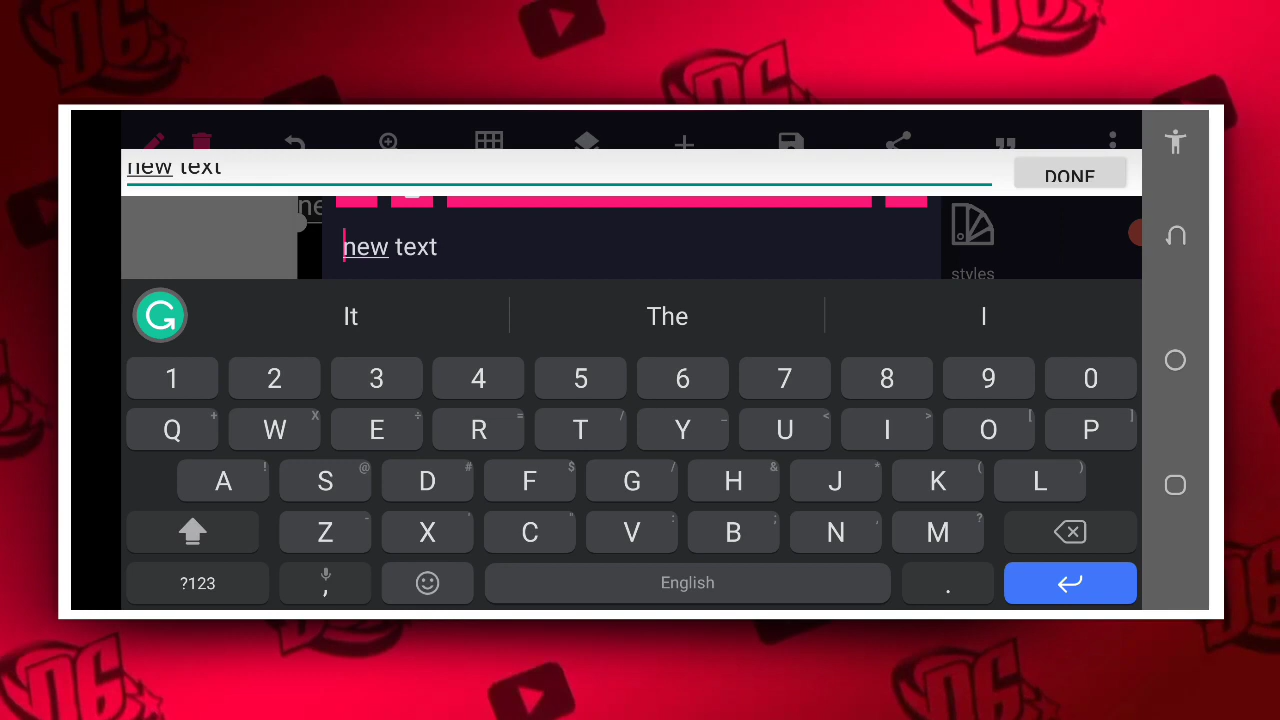 new text
DONE
ne
new text
styles
It The I
1 2 3 4 5 6 7 8 9 0
Q + W X E ÷ R = T / Y _ U < I > O [ P ]
A ! S @ D # F $ G / H & J * K ( L )
Z - X ' C " V : B ; N , M ?
?123 , English .